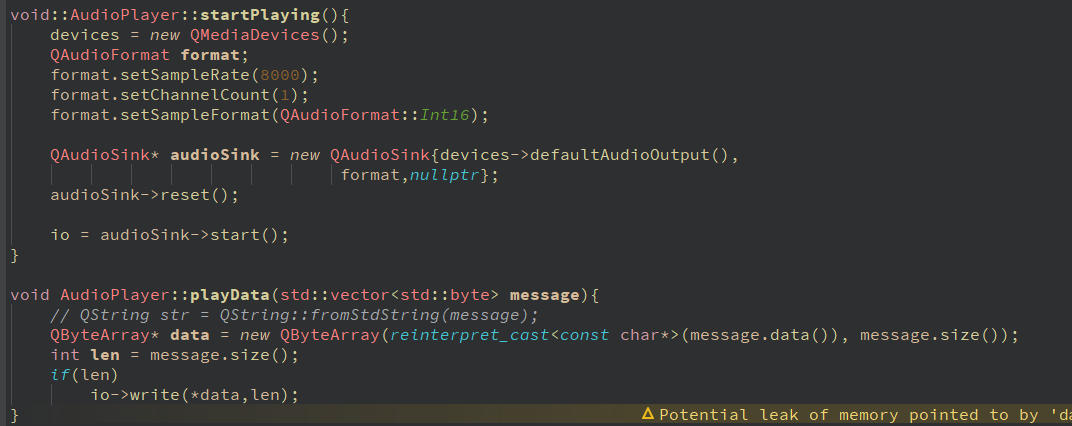 void::AudioPlayer::startPlaying(){
    devices = new QMediaDevices();
    QAudioFormat format;
    format.setSampleRate(8000);
    format.setChannelCount(1);
    format.setSampleFormat(QAudioFormat::Int16);

    QAudioSink* audioSink = new QAudioSink{devices->defaultAudioOutput(),
                                 format,nullptr};
    audioSink->reset();

    io = audioSink->start();
}

void AudioPlayer::playData(std::vector<std::byte> message){
    // QString str = QString::fromStdString(message);
    QByteArray* data = new QByteArray(reinterpret_cast<const char*>(message.data()), message.size());
    int len = message.size();
    if(len)
        io->write(*data,len);
} Potential leak of memory pointed to by